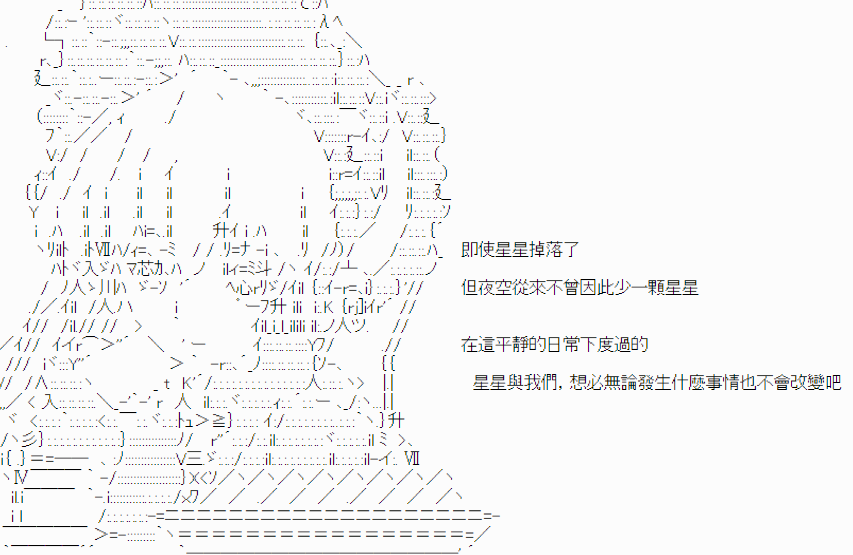 即使星星掉落了
但夜空從來不曾因此少一顆星星
在這平靜的日常下度過的
星星與我們，想必無論發生什麼事情也不會改變吧